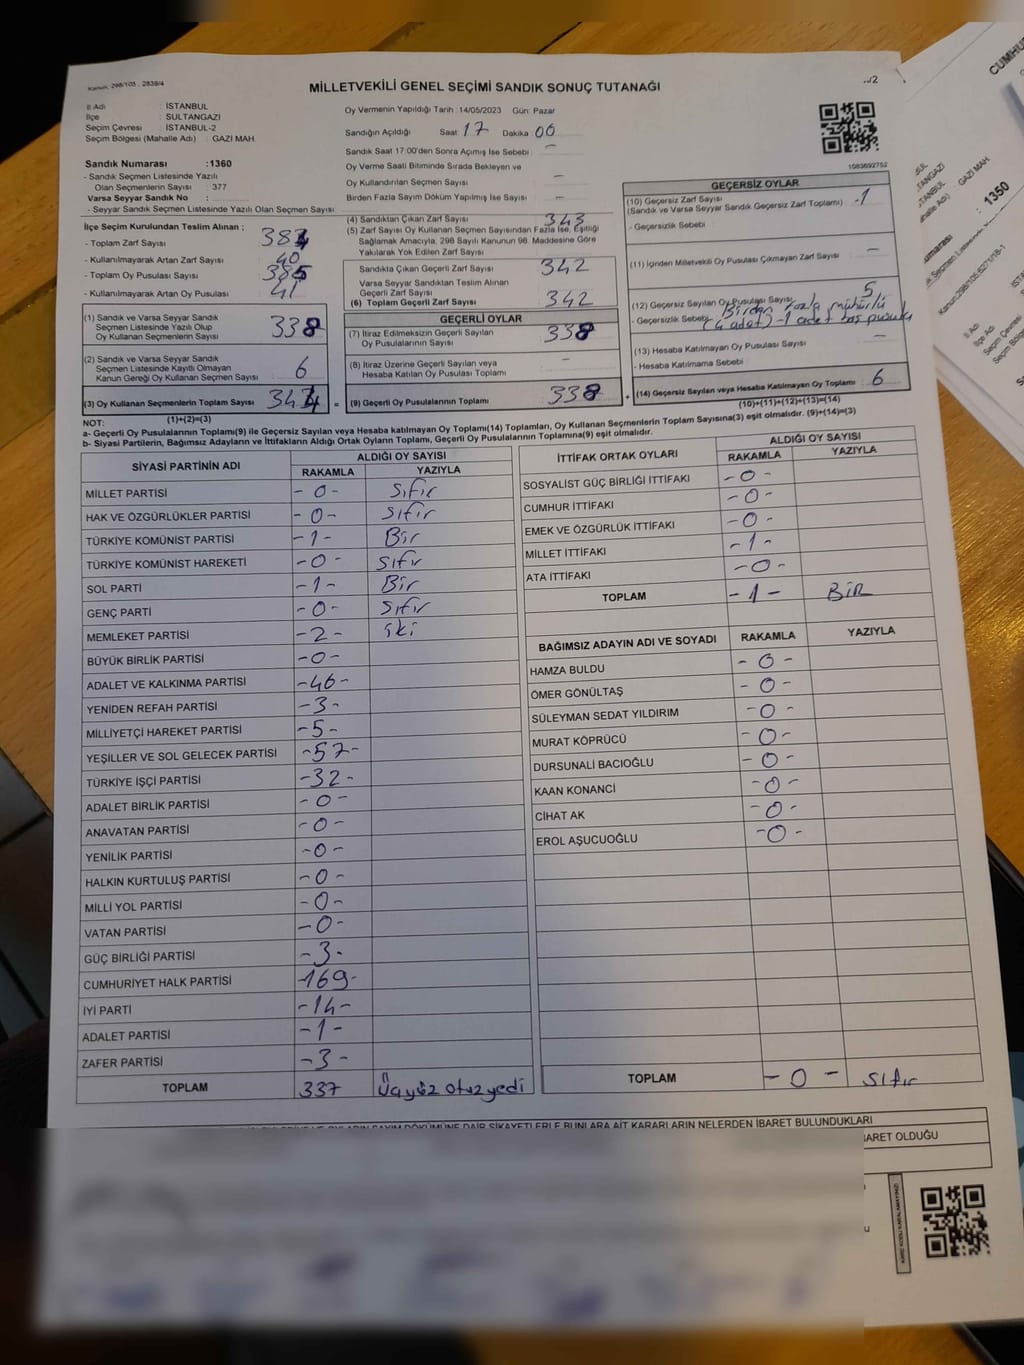 Kanun, 298/105 , 2839/4
../2
MİLLETVEKİLİ GENEL SEÇİMİ SANDIK SONUÇ TUTANAĞI
İl Adı : İSTANBUL
İlçe : SULTANGAZİ
Seçim Çevresi : İSTANBUL-2
Seçim Bölgesi (Mahalle Adı) : GAZİ MAH.
Sandık Numarası :1360
- Sandık Seçmen Listesinde Yazılı
Olan Seçmenlerin Sayısı : 377
Varsa Seyyar Sandık No :
- Seyyar Sandık Seçmen Listesinde Yazılı Olan Seçmen Sayısı:
Oy Vermenin Yapıldığı Tarih : 14/05/2023 Gün: Pazar
Sandığın Açıldığı Saat: 17 Dakika 00
Sandık Saat 17:00'den Sonra Açmış İse Sebebi : -
Oy Verme Saati Bitiminde Sırada Bekleyen ve
Oy Kullandırılan Seçmen Sayısı -
Birden Fazla Sayım Döküm Yapılmış İse Sayısı -
1083692752
İlçe Seçim Kurulundan Teslim Alınan ;
- Toplam Zarf Sayısı
- Kullanılmayarak Artan Zarf Sayısı : 40
- Toplam Oy Pusulası Sayısı : 385
- Kullanılmayarak Artan Oy Pusulası : 41
(1) Sandık ve Varsa Seyyar Sandık
Seçmen Listesinde Yazılı Olup
Oy Kullanan Seçmenlerin Sayısı 338
(2) Sandık ve Varsa Seyyar Sandık
Seçmen Listesinde Kayıtlı Olmayan
Kanun Gereği Oy Kullanan Seçmen Sayısı 6
(3) Oy Kullanan Seçmenlerin Toplam Sayısı 344 =
(1)+(2)=(3)
(4) Sandıktan Çıkan Zarf Sayısı 343
(5) Zarf Sayısı Oy Kullanan Seçmen Sayısından Fazla İse, Eşitliği
Sağlamak Amacıyla, 298 Sayılı Kanunun 98. Maddesine Göre
Yakılarak Yok Edilen Zarf Sayısı
Sandıkta Çıkan Geçerli Zarf Sayısı 342
Varsa Seyyar Sandıktan Teslim Alınan
Geçerli Zarf Sayısı
(6) Toplam Geçerli Zarf Sayısı 342
GEÇERLİ OYLAR
(7) İtiraz Edilmeksizin Geçerli Sayılan
Oy Pusulalarının Sayısı 338
(8) İtiraz Üzerine Geçerli Sayılan veya
Hesaba Katılan Oy Pusulası Toplamı -
(9) Geçerli Oy Pusulalarının Toplamı 338 +
GEÇERSİZ OYLAR
(10) Geçersiz Zarf Sayısı -1
(Sandık ve Varsa Seyyar Sandık Geçersiz Zarf Toplamı)
- Geçersizlik Sebebi
(11) İçinden Milletvekili Oy Pusulası Çıkmayan Zarf Sayısı -
(12) Geçersiz Sayılan Oy Pusulası Sayısı 5
- Geçersizlik Sebebi : Birden fazla mühürlü
(4 adet) -1 adet boş pusula
(13) Hesaba Katılmayan Oy Pusulası Sayısı -
- Hesaba Katılmama Sebebi
(14) Geçersiz Sayılan veya Hesaba Katılmayan Oy Toplamı 6
(10)+(11)+(12)+(13)=(14)
NOT:
a- Geçerli Oy Pusulalarının Toplamı(9) ile Geçersiz Sayılan veya Hesaba katılmayan Oy Toplamı(14) Toplamları, Oy Kullanan Seçmenlerin Toplam Sayısına(3) eşit olmalıdır. (9)+(14)=(3)
b- Siyasi Partilerin, Bağımsız Adayların ve İttifakların Aldığı Ortak Oyların Toplamı, Geçerli Oy Pusulalarının Toplamına(9) eşit olmalıdır.
SİYASİ PARTİNİN ADI ALDIĞI OY SAYISI
RAKAMLA YAZIYLA
MİLLET PARTİSİ -0- Sıfır
HAK VE ÖZGÜRLÜKLER PARTİSİ -0- Sıfır
TÜRKİYE KOMÜNİST PARTİSİ -1- Bir
TÜRKİYE KOMÜNİST HAREKETİ -0- Sıfır
SOL PARTİ -1- Bir
GENÇ PARTİ -0- Sıfır
MEMLEKET PARTİSİ -2- iki
BÜYÜK BİRLİK PARTİSİ -0-
ADALET VE KALKINMA PARTİSİ -46-
YENİDEN REFAH PARTİSİ -3-
MİLLİYETÇİ HAREKET PARTİSİ -5-
YEŞİLLER VE SOL GELECEK PARTİSİ -57-
TÜRKİYE İŞÇİ PARTİSİ -32-
ADALET BİRLİK PARTİSİ -0-
ANAVATAN PARTİSİ -0-
YENİLİK PARTİSİ -0-
HALKIN KURTULUŞ PARTİSİ -0-
MİLLİ YOL PARTİSİ -0-
VATAN PARTİSİ -0-
GÜÇ BİRLİĞİ PARTİSİ -3-
CUMHURİYET HALK PARTİSİ -169-
İYİ PARTİ -14-
ADALET PARTİSİ -1-
ZAFER PARTİSİ -3-
TOPLAM 337 Üçyüz otuz yedi
İTTİFAK ORTAK OYLARI ALDIĞI OY SAYISI
RAKAMLA YAZIYLA
SOSYALİST GÜÇ BİRLİĞİ İTTİFAKI -0-
CUMHUR İTTİFAKI -0-
EMEK VE ÖZGÜRLÜK İTTİFAKI -0-
MİLLET İTTİFAKI -1-
ATA İTTİFAKI -0-
TOPLAM -1- BİR
BAĞIMSIZ ADAYIN ADI VE SOYADI RAKAMLA YAZIYLA
HAMZA BULDU -0-
ÖMER GÖNÜLTAŞ -0-
SÜLEYMAN SEDAT YILDIRIM -0-
MURAT KÖPRÜCÜ -0-
DURSUNALİ BACIOĞLU -0-
KAAN KONANCİ -0-
CİHAT AK -0-
EROL AŞUCUOĞLU -0-
TOPLAM -0- Sıfır
DAİR ŞİKAYETLERLE BUNLARA AİT KARARLARIN NELERDEN İBARET BULUNDUKLARI
İBARET OLDUĞU
CUMHU
GAZİ MAH.
1350